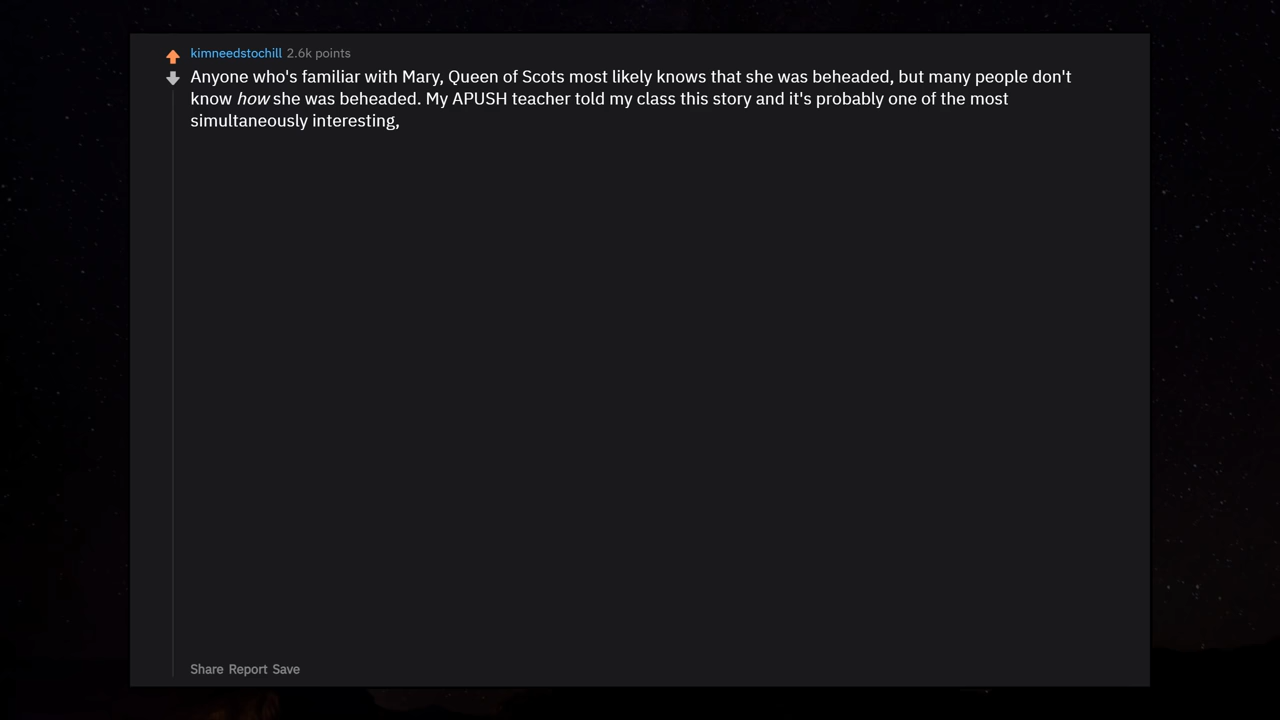 kimneedstochill 2.6k points
Anyone who's familiar with Mary, Queen of Scots most likely knows that she was beheaded, but many people don't
know how she was beheaded. My APUSH teacher told my class this story and it's probably one of the most
simultaneously interesting,
Share Report Save